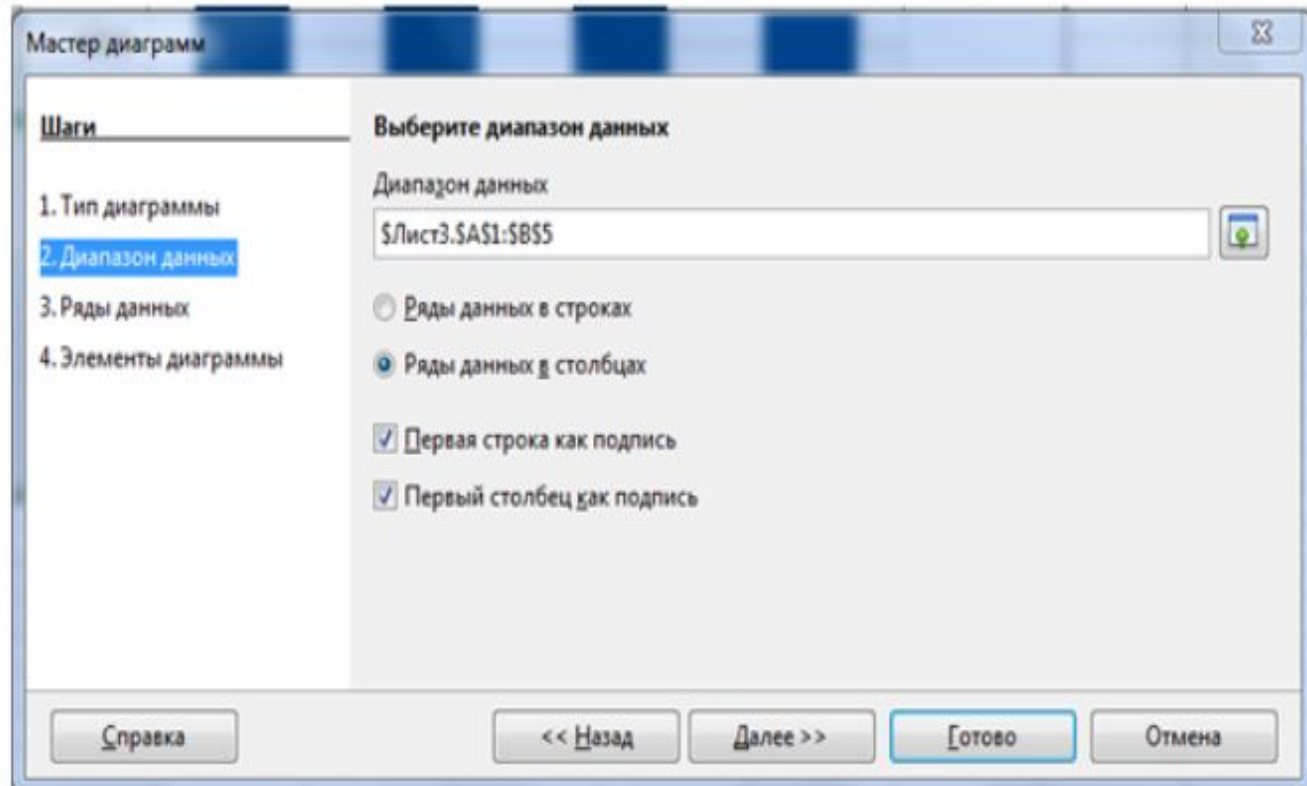 Мастер диаграмм
Шаги
1. Тип диаграммы
2. Диапазон данных
3. Ряды данных
4. Элементы диаграммы
Выберите диапазон данных
Диапазон данных
$Лист3.$A$1:$B$5
Ряды данных в строках
Ряды данных в столбцах
Первая строка как подпись
Первый столбец как подпись
Справка
<< Назад
Далее >>
Готово
Отмена